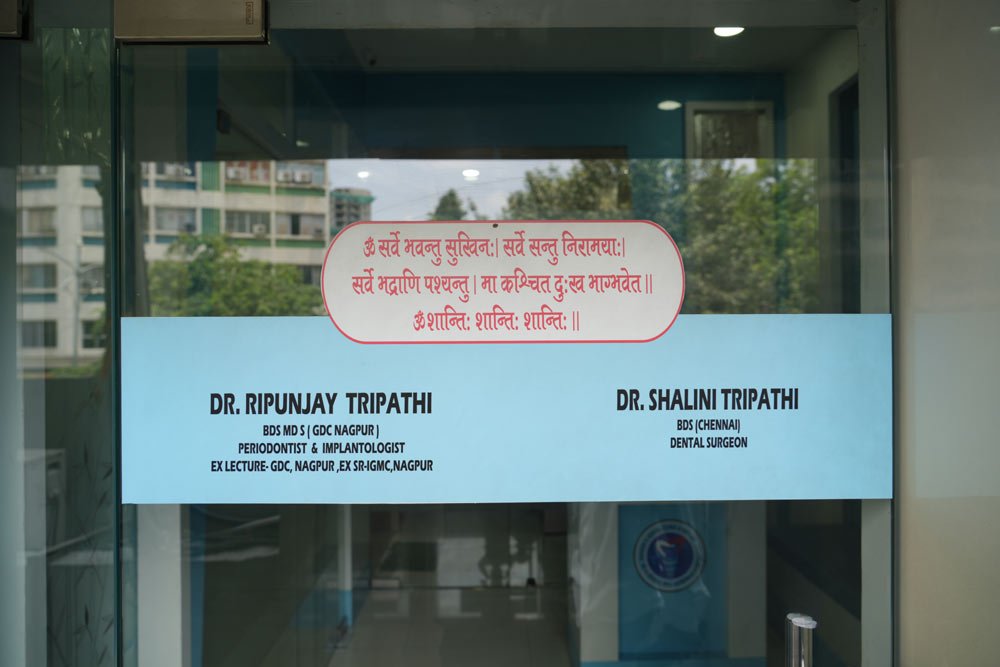 ॐ सर्वे भवन्तु सुखिनः| सर्वे सन्तु निरामयाः|
सर्वे भद्राणि पश्यन्तु | मा कश्चित दुःख भाग्भवेत ||
ॐ शान्तिः शान्तिः शान्तिः ||
DR. RIPUNJAY TRIPATHI
BDS MD S ( GDC NAGPUR )
PERIODONTIST & IMPLANTOLOGIST
EX LECTURE- GDC, NAGPUR ,EX SR-IGMC,NAGPUR
DR. SHALINI TRIPATHI
BDS (CHENNAI)
DENTAL SURGEON